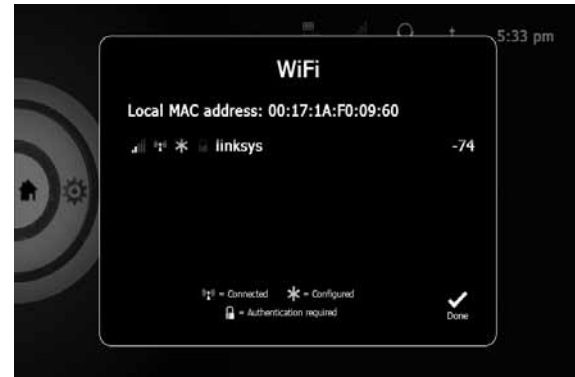 5:33 pm
WiFi
Local MAC address: 00:17:1A:F0:09:60
linksys -74
= Connected = Configured
= Authentication required
Done